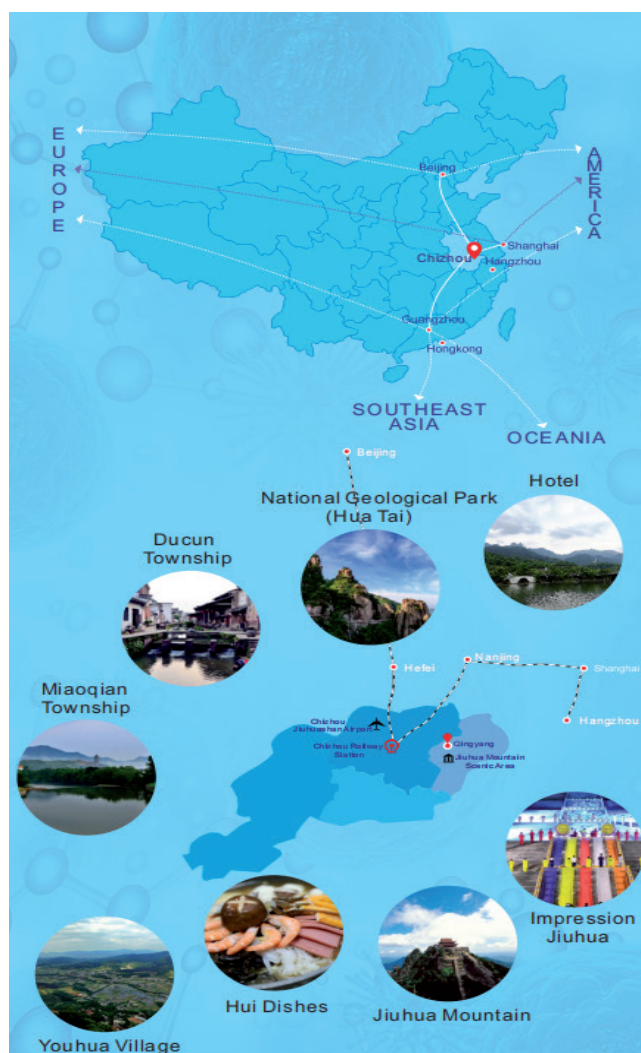 EUROPE
AMERICA
Beijing
Shanghai
Chizhou
Hangzhou
Guangzhou
Hongkong
SOUTHEAST
ASIA
OCEANIA
Beijing
Hotel
National Geological Park
(Hua Tai)
Ducun
Township
Nanjing
Hefei
Shanghai
Miaoqian
Township
Hangzhou
Chizhou
Jiuhuashan Airport
Chizhou Railway
Station
Qingyang
Jiuhua Mountain
Scenic Area
Impression
Jiuhua
Hui Dishes
Jiuhua Mountain
Youhua Village